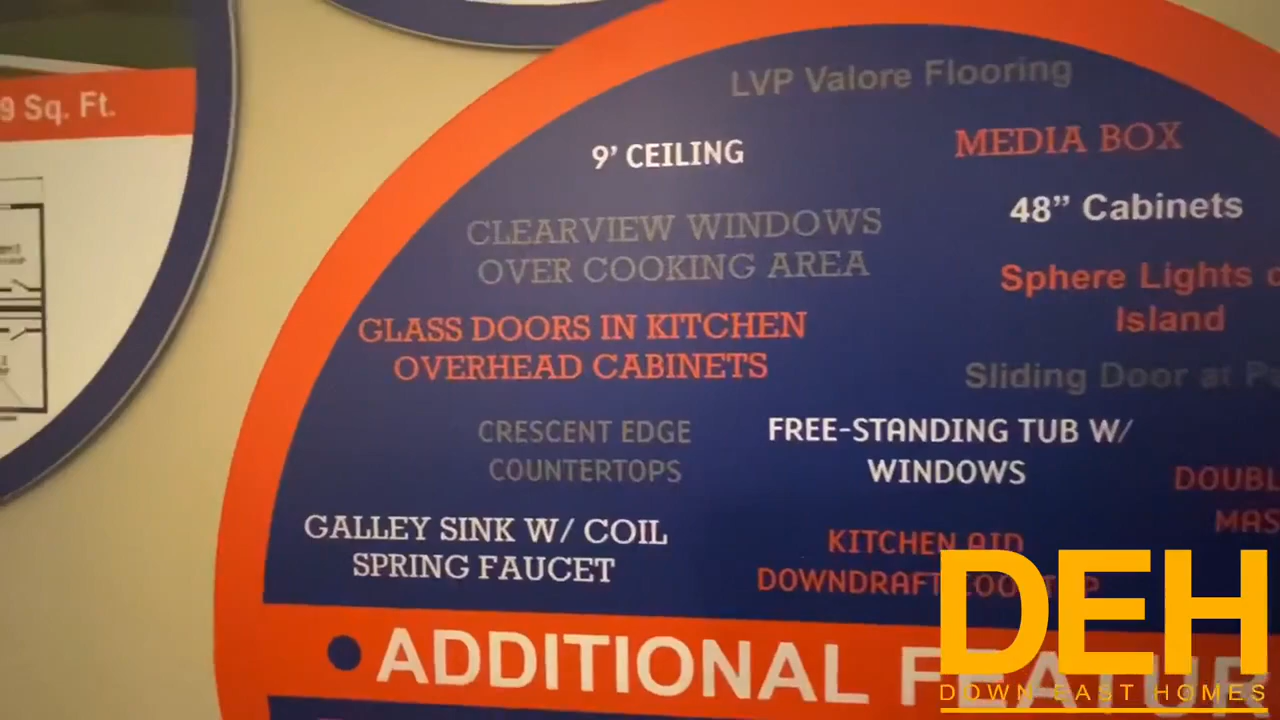 9 Sq. Ft.
LVP Valore Flooring
9' CEILING
MEDIA BOX
CLEARVIEW WINDOWS
OVER COOKING AREA
48” Cabinets
Sphere Lights
Island
GLASS DOORS IN KITCHEN
OVERHEAD CABINETS
Sliding Door at
CRESCENT EDGE
COUNTERTOPS
FREE-STANDING TUB W/
WINDOWS
GALLEY SINK W/ COIL
SPRING FAUCET
KITCHEN AID
DOWNDRAFT COOKTOP
• ADDITIONAL
DEH
DOWN EAST HOMES